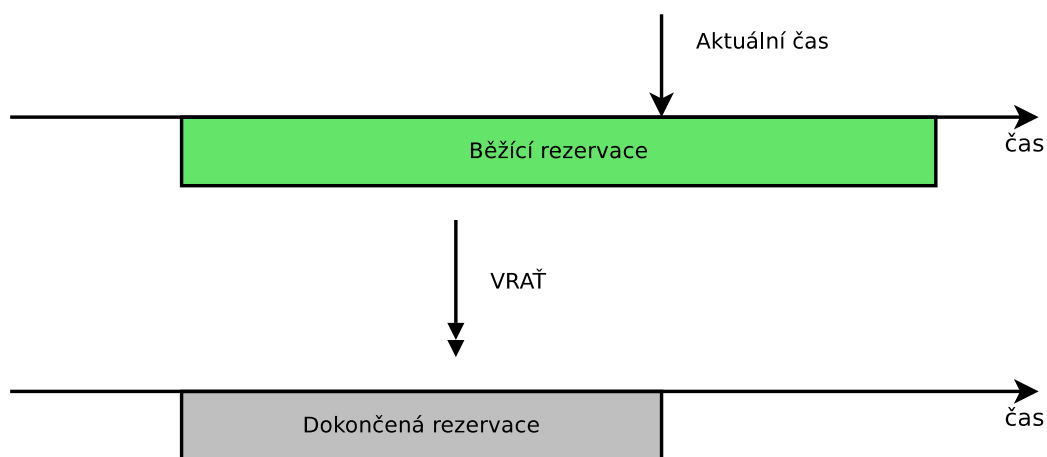 Aktuální čas
čas
Běžící rezervace
VRAŤ
čas
Dokončená rezervace